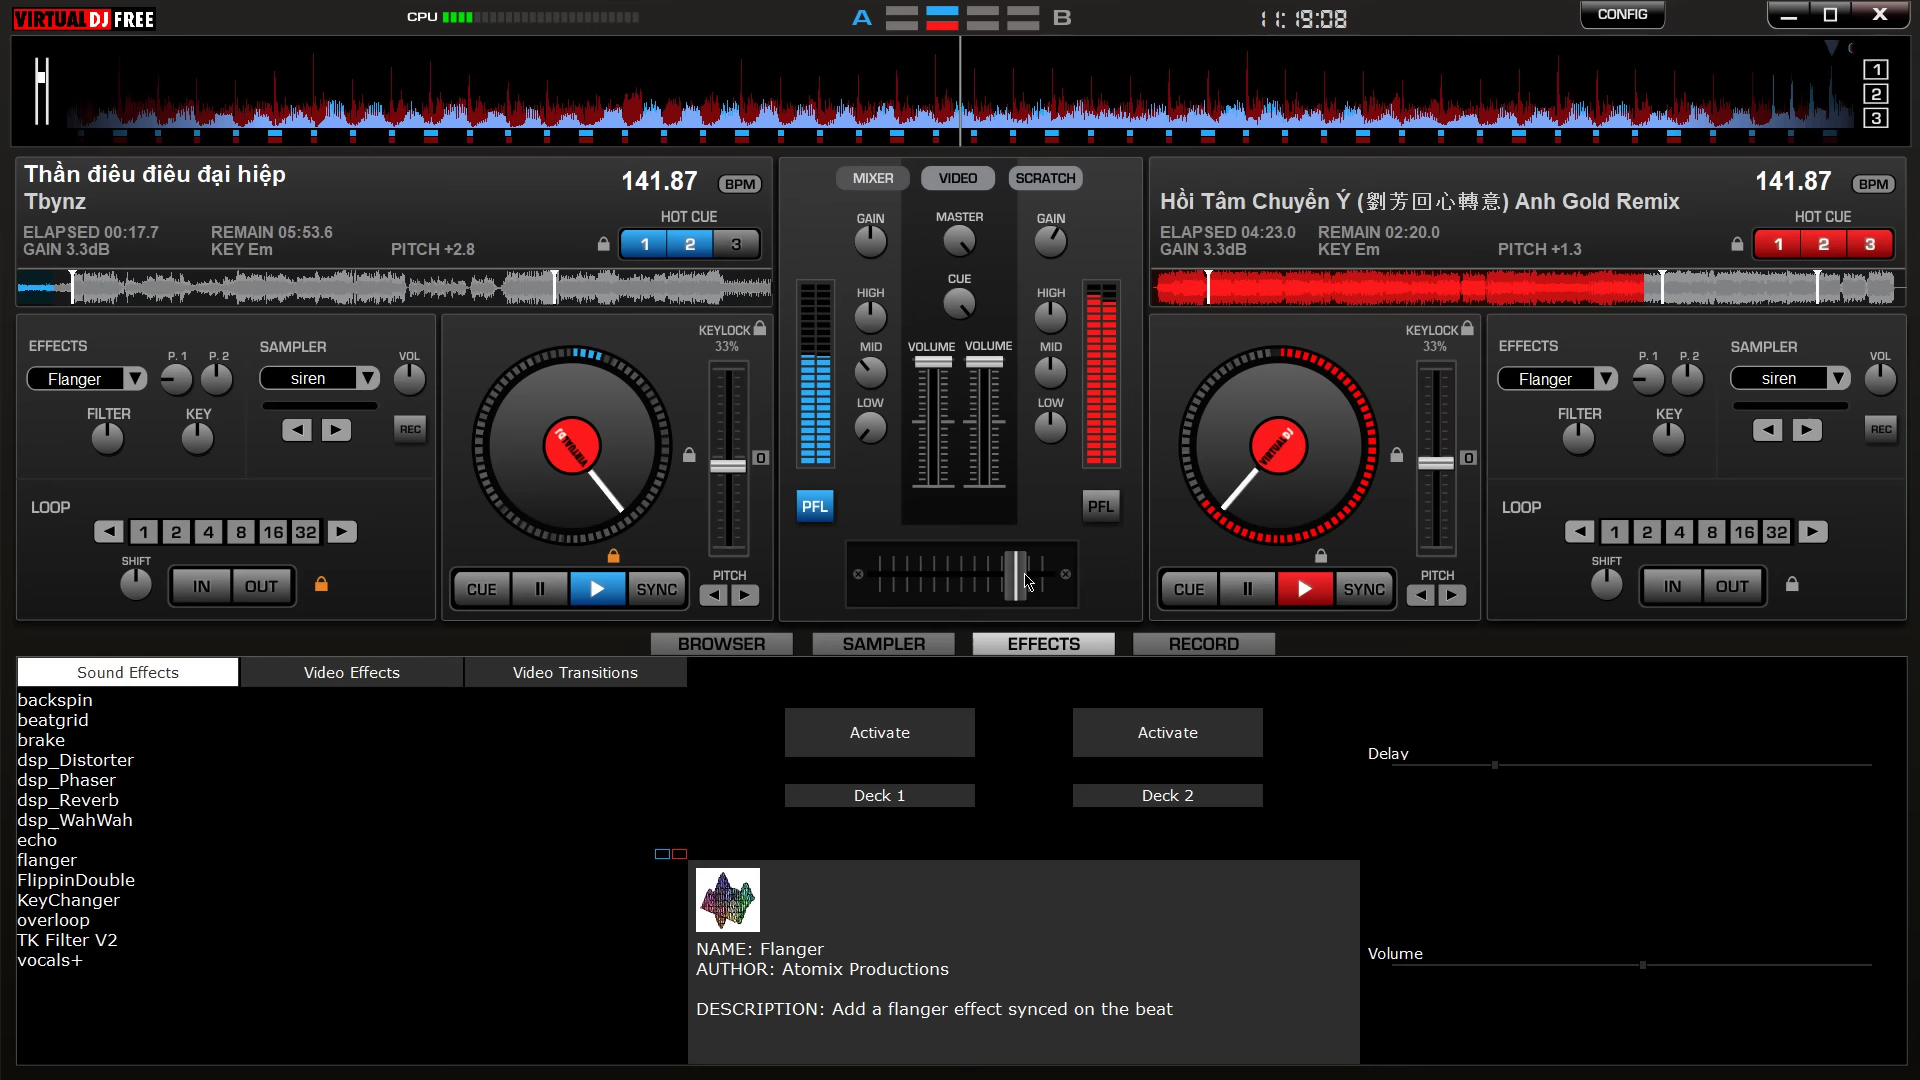 VIRTUAL DJ FREE
CPU
A
B
11:19:08
CONFIG
1
2
3
Thần điêu điêu đại hiệp
Tbynz
141.87 BPM
HOT CUE
ELAPSED 00:17.7 REMAIN 05:53.6
GAIN 3.3dB KEY Em PITCH +2.8
1 2 3
MIXER VIDEO SCRATCH
Hồi Tâm Chuyển Ý (劉芳回心轉意) Anh Gold Remix
141.87 BPM
HOT CUE
ELAPSED 04:23.0 REMAIN 02:20.0
GAIN 3.3dB KEY Em PITCH +1.3
1 2 3
EFFECTS
P. 1 P. 2
Flanger
FILTER KEY
SAMPLER
VOL
siren
REC
LOOP
1 2 4 8 16 32
SHIFT
IN OUT
KEYLOCK
33%
VIRTUAL DJ
0
CUE SYNC
PITCH
GAIN MASTER GAIN
CUE
HIGH HIGH
VOLUME VOLUME
MID MID
LOW LOW
PFL PFL
KEYLOCK
33%
VIRTUAL DJ
0
CUE SYNC
PITCH
EFFECTS
P. 1 P. 2
Flanger
FILTER KEY
SAMPLER
VOL
siren
REC
LOOP
1 2 4 8 16 32
SHIFT
IN OUT
BROWSER SAMPLER EFFECTS RECORD
Sound Effects Video Effects Video Transitions
backspin
beatgrid
brake
dsp_Distorter
dsp_Phaser
dsp_Reverb
dsp_WahWah
echo
flanger
FlippinDouble
KeyChanger
overloop
TK Filter V2
vocals+
Activate Activate
Deck 1 Deck 2
Delay
Volume
NAME: Flanger
AUTHOR: Atomix Productions
DESCRIPTION: Add a flanger effect synced on the beat